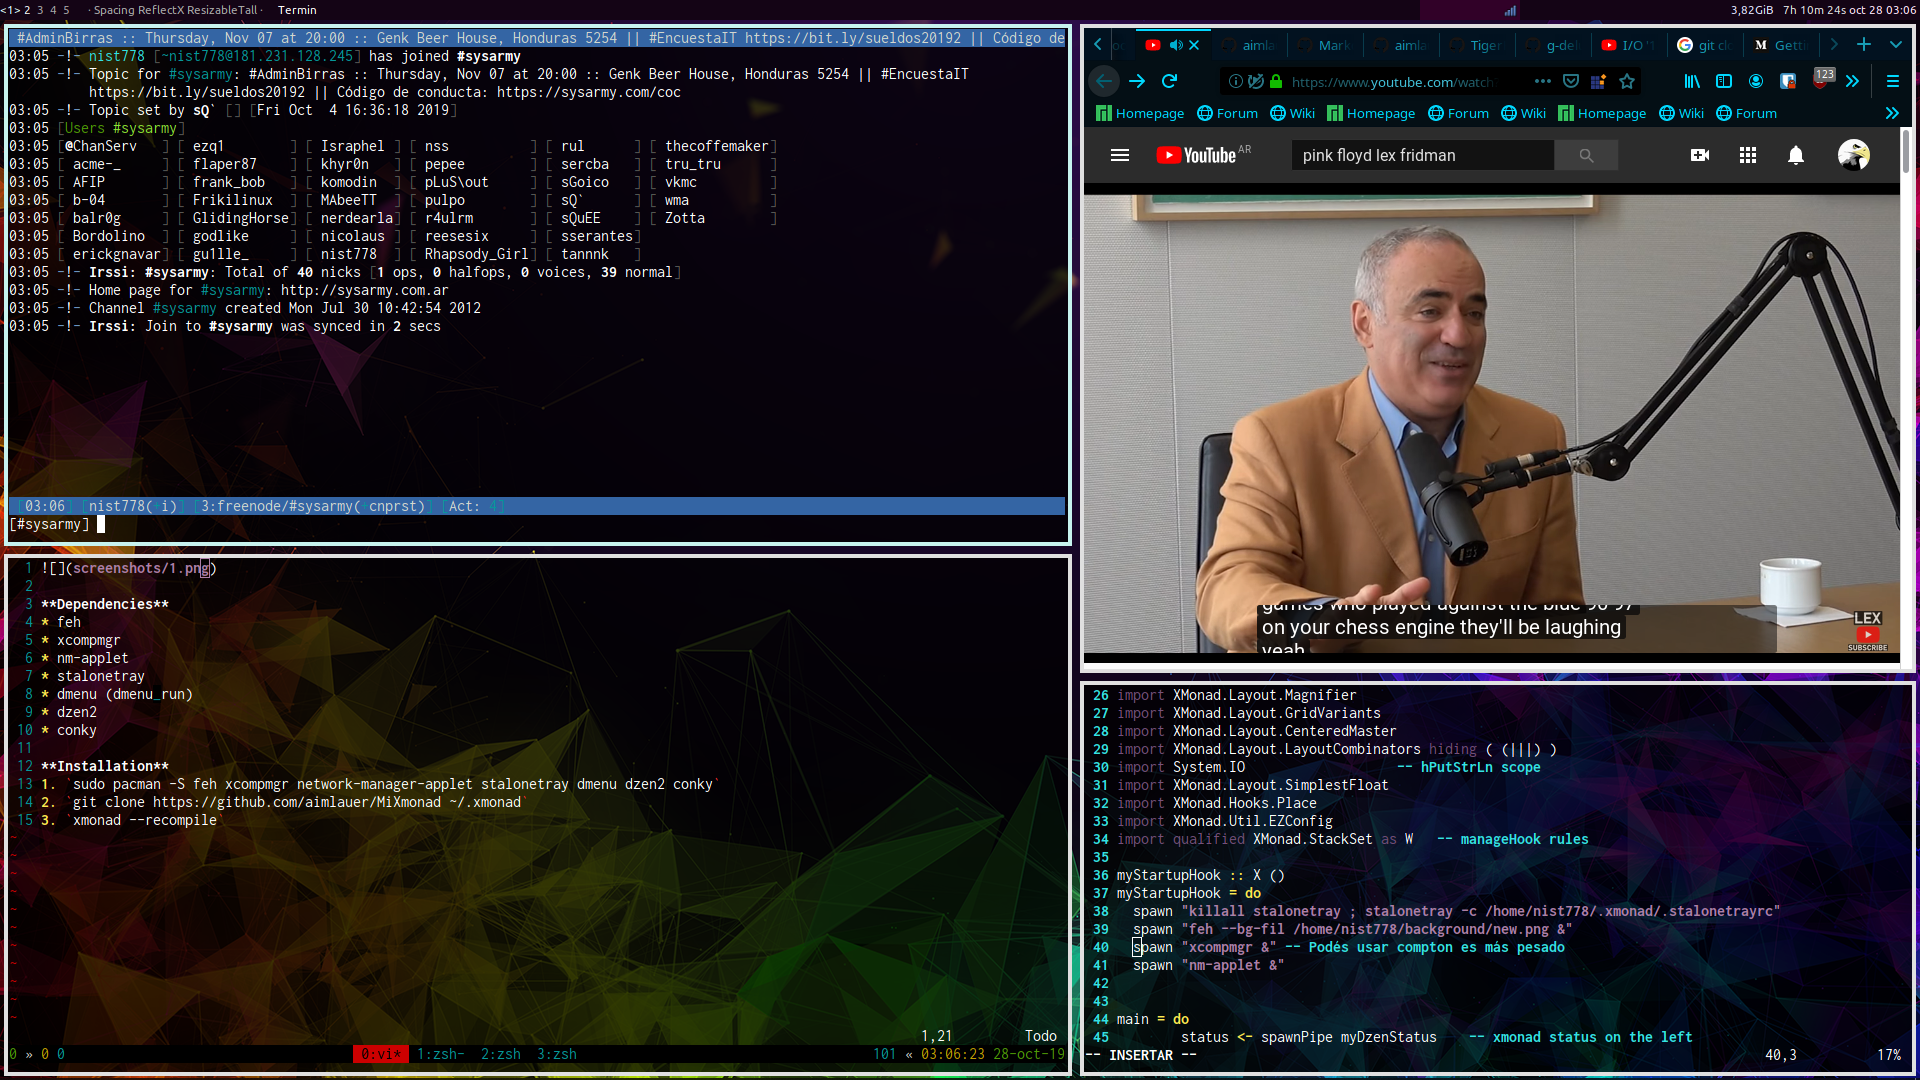 <1> 2 3 4 5 · Spacing ReflectX ResizableTall · Termin
3,82GiB 7h 10m 24s oct 28 03:06
#AdminBirras :: Thursday, Nov 07 at 20:00 :: Genk Beer House, Honduras 5254 || #EncuestaIT https://bit.ly/sueldos20192 || Código de
03:05 -!- nist778 [~nist778@181.231.128.245] has joined #sysarmy
03:05 -!- Topic for #sysarmy: #AdminBirras :: Thursday, Nov 07 at 20:00 :: Genk Beer House, Honduras 5254 || #EncuestaIT
https://bit.ly/sueldos20192 || Código de conducta: https://sysarmy.com/coc
03:05 -!- Topic set by sQ` [] [Fri Oct 4 16:36:18 2019]
03:05 [Users #sysarmy]
03:05 [@ChanServ ] [ ezq1 ] [ Israphel ] [ nss ] [ rul ] [ thecoffemaker]
03:05 [ acme-_ ] [ flaper87 ] [ khyr0n ] [ pepee ] [ sercba ] [ tru_tru ]
03:05 [ AFIP ] [ frank_bob ] [ komodin ] [ pLuS\out ] [ sGoico ] [ vkmc ]
03:05 [ b-04 ] [ Frikilinux ] [ MAbeeTT ] [ pulpo ] [ sQ` ] [ wma ]
03:05 [ balr0g ] [ GlidingHorse] [ nerdearla] [ r4ulrm ] [ sQuEE ] [ Zotta ]
03:05 [ Bordolino ] [ godlike ] [ nicolaus ] [ reesesix ] [ sserantes]
03:05 [ erickgnavar] [ gu1lle_ ] [ nist778 ] [ Rhapsody_Girl] [ tannnk ]
03:05 -!- Irssi: #sysarmy: Total of 40 nicks [1 ops, 0 halfops, 0 voices, 39 normal]
03:05 -!- Home page for #sysarmy: http://sysarmy.com.ar
03:05 -!- Channel #sysarmy created Mon Jul 30 10:42:54 2012
03:05 -!- Irssi: Join to #sysarmy was synced in 2 secs
[03:06] [nist778(+i)] [3:freenode/#sysarmy(+cnprst)] [Act: 4]
[#sysarmy]
1 ![](screenshots/1.png)
2
3 **Dependencies**
4 * feh
5 * xcompmgr
6 * nm-applet
7 * stalonetray
8 * dmenu (dmenu_run)
9 * dzen2
10 * conky
11
12 **Installation**
13 1. `sudo pacman -S feh xcompmgr network-manager-applet stalonetray dmenu dzen2 conky`
14 2. `git clone https://github.com/aimlauer/MiXmonad ~/.xmonad`
15 3. `xmonad --recompile`
~
~
~
~
~
~
~
~
~
~
~
1,21 Todo
0 » 0 0 0:vi* 1:zsh- 2:zsh 3:zsh 101 « 03:06:23 28-oct-19
aimla Mark aimla Tiger g-del I/O git cl M Getti
https://www.youtube.com/watch 123
Homepage Forum Wiki Homepage Forum Wiki Homepage Wiki Forum
YouTube AR pink floyd lex fridman
games who played against the blue 96 97
on your chess engine they'll be laughing
yeah
LEX
SUBSCRIBE
26 import XMonad.Layout.Magnifier
27 import XMonad.Layout.GridVariants
28 import XMonad.Layout.CenteredMaster
29 import XMonad.Layout.LayoutCombinators hiding ( (|||) )
30 import System.IO -- hPutStrLn scope
31 import XMonad.Layout.SimplestFloat
32 import XMonad.Hooks.Place
33 import XMonad.Util.EZConfig
34 import qualified XMonad.StackSet as W -- manageHook rules
35
36 myStartupHook :: X ()
37 myStartupHook = do
38 spawn "killall stalonetray ; stalonetray -c /home/nist778/.xmonad/.stalonetrayrc"
39 spawn "feh --bg-fil /home/nist778/background/new.png &"
40 spawn "xcompmgr &" -- Podés usar compton es más pesado
41 spawn "nm-applet &"
42
43
44 main = do
45 status <- spawnPipe myDzenStatus -- xmonad status on the left
-- INSERTAR -- 40,3 17%